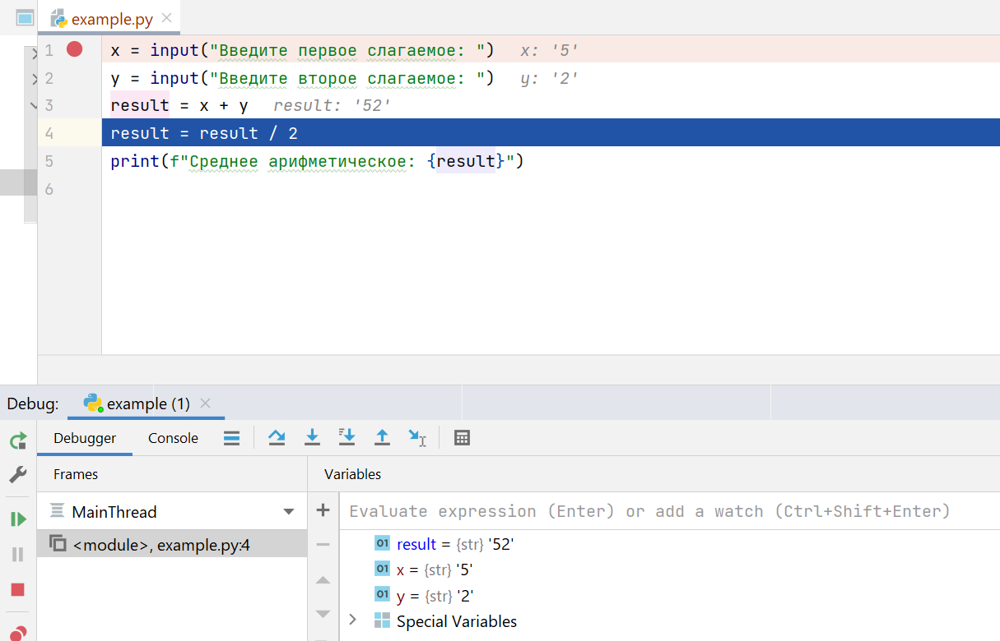 example.py
1 x = input("Введите первое слагаемое: ") x: '5'
2 y = input("Введите второе слагаемое: ") y: '2'
3 result = x + y result: '52'
4 result = result / 2
5 print(f"Среднее арифметическое: {result}")
6
Debug: example (1)
Debugger Console
Frames Variables
MainThread Evaluate expression (Enter) or add a watch (Ctrl+Shift+Enter)
<module>, example.py:4 01 result = {str} '52'
01 x = {str} '5'
01 y = {str} '2'
Special Variables